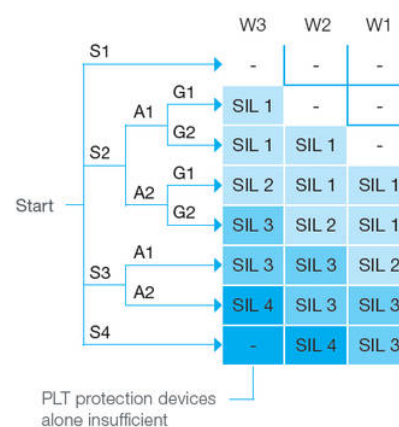 W3 W2 W1
S1 - - -
G1 SIL 1 - -
A1
G2 SIL 1 SIL 1 -
S2
G1 SIL 2 SIL 1 SIL 1
A2
G2 SIL 3 SIL 2 SIL 1
Start
A1 SIL 3 SIL 3 SIL 2
S3
A2 SIL 4 SIL 3 SIL 3
S4 - SIL 4 SIL 3
PLT protection devices
alone insufficient